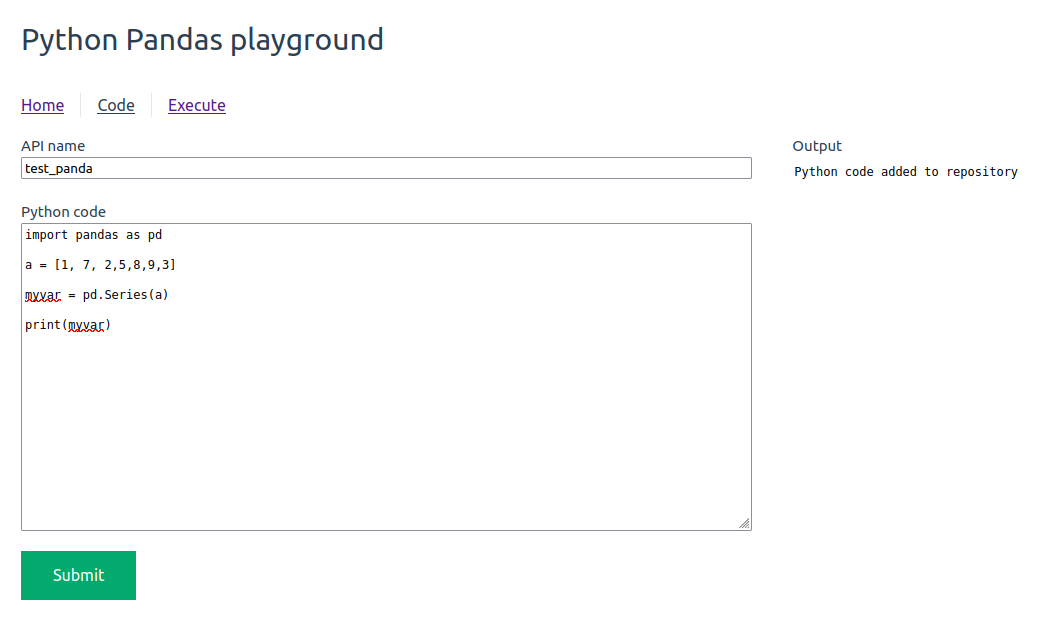 Python Pandas playground
Home Code Execute
API name
test_panda
Output
Python code added to repository
Python code
import pandas as pd
a = [1, 7, 2,5,8,9,3]
myvar = pd.Series(a)
print(myvar)
Submit